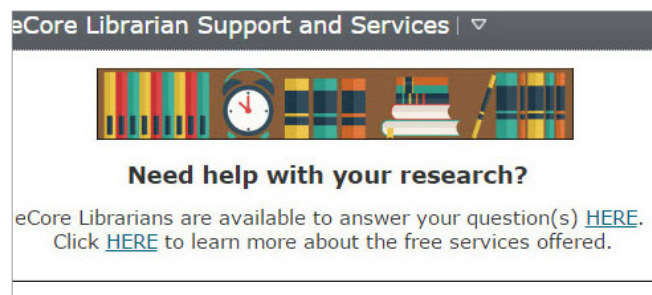 eCore Librarian Support and Services
Need help with your research?
eCore Librarians are available to answer your question(s) HERE.
Click HERE to learn more about the free services offered.